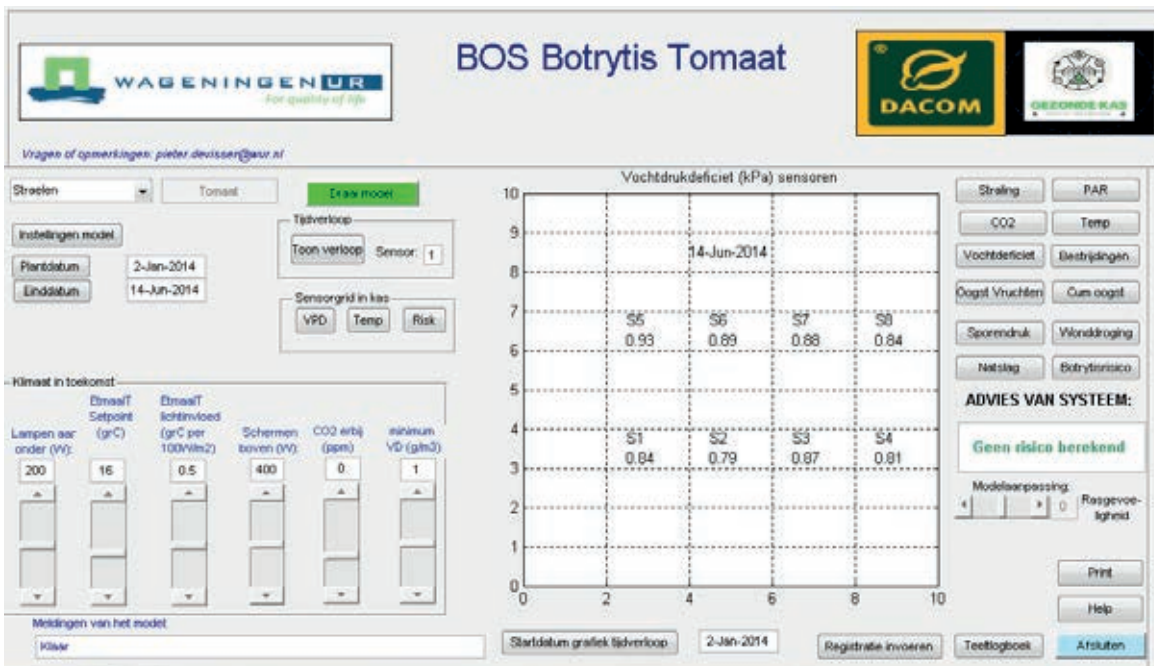 BOS Botrytis Tomaat
WAGENINGEN UR
For quality of life
DACOM
GEZONDE KAS
Vragen of opmerkingen: pieter.devisser@wur.nl
Straelen
Tomaat
Draai model
Instellingen model
Plantdatum
2-Jan-2014
Einddatum
14-Jun-2014
Tijdverloop
Toon verloop
Sensor:
1
Sensorgrid in kas
VPD
Temp
Risk
Klimaat in toekomst
Lampen aan
onder (W):
200
EtmaalT
Setpoint
(grC)
16
EtmaalT
lichtinvloed
(grC per
100W/m2)
0.5
Schermen
boven (W):
400
CO2 erbij
(ppm)
0
minimum
VD (g/m3)
1
Meldingen van het model
Klaar
Vochtdrukdeficiet (kPa) sensoren
14-Jun-2014
S5 S6 S7 S8
0.93 0.89 0.88 0.84
S1 S2 S3 S4
0.84 0.79 0.87 0.81
10
9
8
7
6
5
4
3
2
1
0
0 2 4 6 8 10
Startdatum grafiek tijdverloop
2-Jan-2014
Registratie invoeren
Straling
PAR
CO2
Temp
Vochtdeficiet
Bestrijdingen
Oogst Vruchten
Cum oogst
Sporendruk
Wonddroging
Natslag
Botrytisrisico
ADVIES VAN SYSTEEM:
Geen risico berekend
Modelaanpassing:
0
Rasgevoe-
ligheid
Print
Help
Teeltlogboek
Afsluiten